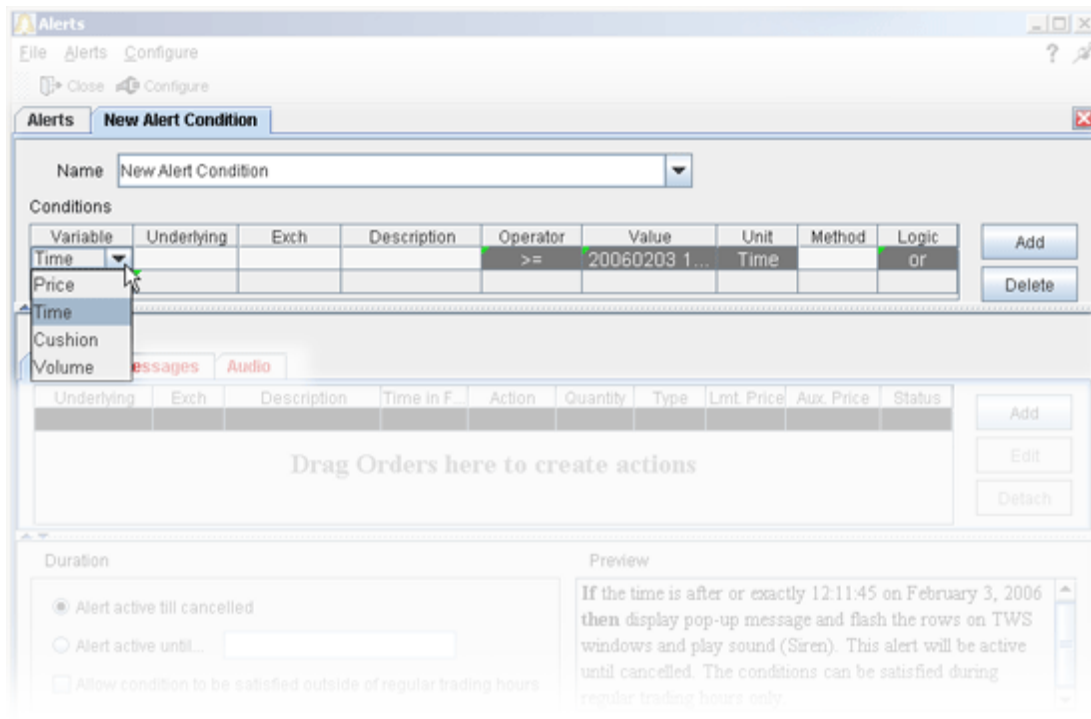 Alerts
File Alerts Configure ?
Close Configure
Alerts New Alert Condition
Name New Alert Condition
Conditions
Variable Underlying Exch Description Operator Value Unit Method Logic Add
Time >= 20060203 1... Time or
Price Delete
Time
Cushion
Volume essages Audio
Underlying Exch Description Time in F... Action Quantity Type Lmt. Price Aux. Price Status
Add
Drag Orders here to create actions Edit
Detach
Duration Preview
If the time is after or exactly 12:11:45 on February 3, 2006
Alert active till cancelled then display pop-up message and flash the rows on TWS
Alert active until... windows and play sound (Siren). This alert will be active
until cancelled. The conditions can be satisfied during
Allow condition to be satisfied outside of regular trading hours regular trading hours only